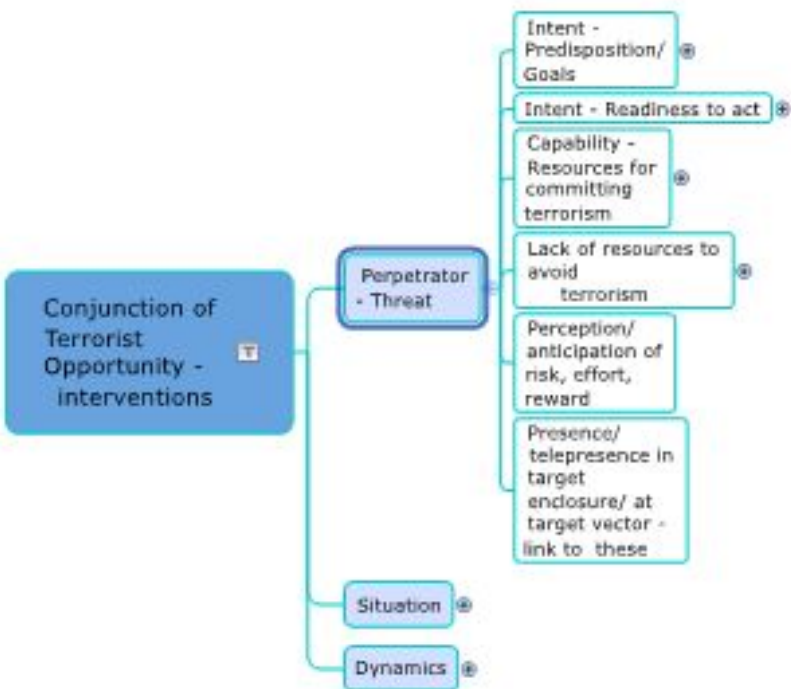 Conjunction of
Terrorist
Opportunity -
interventions
T
Perpetrator
- Threat
Intent -
Predisposition/
Goals
Intent - Readiness to act
Capability -
Resources for
committing
terrorism
Lack of resources to
avoid
terrorism
Perception/
anticipation of
risk, effort,
reward
Presence/
telepresence in
target
enclosure/ at
target vector -
link to these
Situation
Dynamics